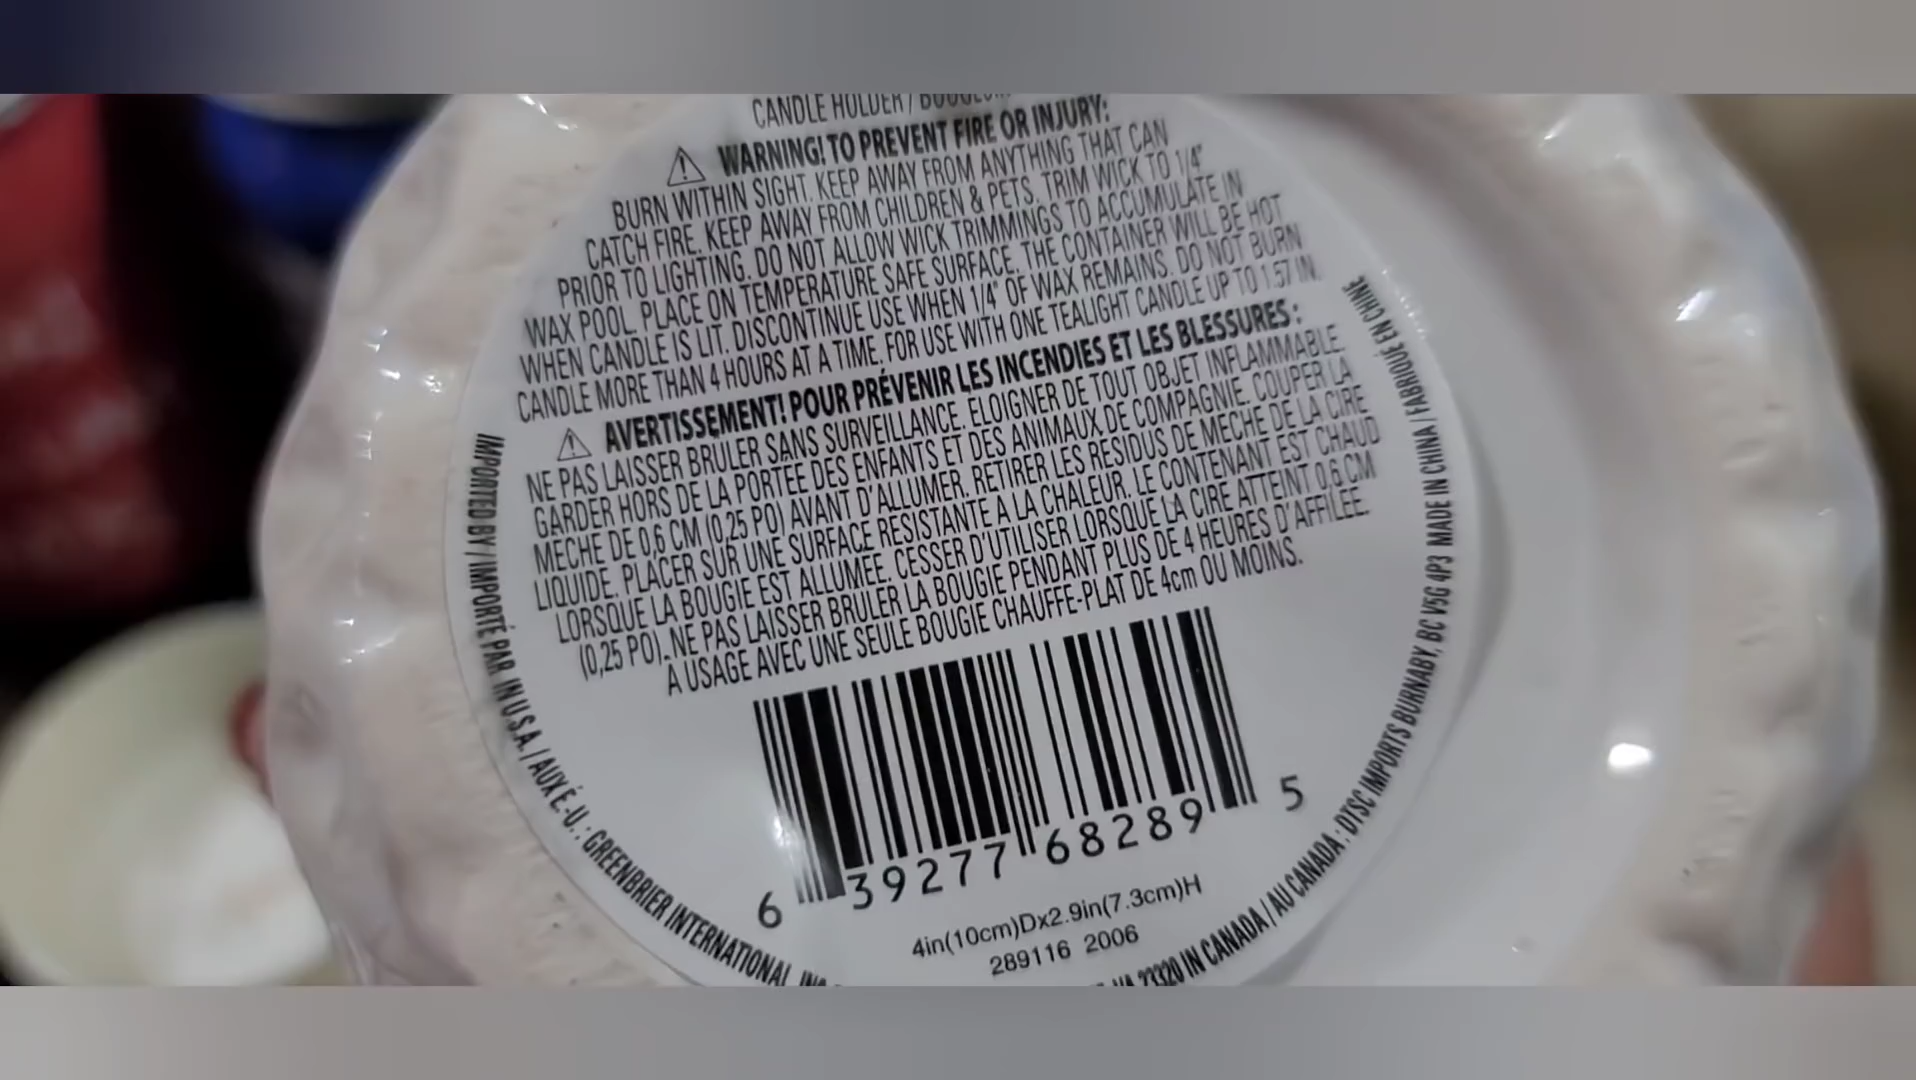 CANDLE HOLDER /
WARNING! TO PREVENT FIRE OR INJURY:
BURN WITHIN SIGHT. KEEP AWAY FROM ANYTHING THAT CAN
CATCH FIRE. KEEP AWAY FROM CHILDREN & PETS. TRIM WICK TO 1/4"
PRIOR TO LIGHTING. DO NOT ALLOW WICK TRIMMINGS TO ACCUMULATE IN
WAX POOL. PLACE ON TEMPERATURE SAFE SURFACE. THE CONTAINER WILL BE HOT
WHEN CANDLE IS LIT. DISCONTINUE USE WHEN 1/4" OF WAX REMAINS. DO NOT BURN
CANDLE MORE THAN 4 HOURS AT A TIME. FOR USE WITH ONE TEALIGHT CANDLE UP TO 1.57 IN.
AVERTISSEMENT! POUR PRÉVENIR LES INCENDIES ET LES BLESSURES :
NE PAS LAISSER BRULER SANS SURVEILLANCE. ELOIGNER DE TOUT OBJET INFLAMMABLE.
GARDER HORS DE LA PORTEE DES ENFANTS ET DES ANIMAUX DE COMPAGNIE. COUPER LA
MECHE DE 0,6 CM (0,25 PO) AVANT D'ALLUMER. RETIRER LES RESIDUS DE MECHE DE LA CIRE
LIQUIDE. PLACER SUR UNE SURFACE RESISTANTE A LA CHALEUR. LE CONTENANT EST CHAUD
LORSQUE LA BOUGIE EST ALLUMEE. CESSER D'UTILISER LORSQUE LA CIRE ATTEINT 0.6 CM
(0,25 PO). NE PAS LAISSER BRULER LA BOUGIE PENDANT PLUS DE 4 HEURES D'AFFILÉE.
A USAGE AVEC UNE SEULE BOUGIE CHAUFFE-PLAT DE 4cm OU MOINS.
6 39277 68289 5
4in(10cm)Dx2.9in(7.3cm)H
289116 2006
IMPORTED BY / IMPORTÉ PAR IN U.S.A. / AUX É.-U. : GREENBRIER INTERNATIONAL,
VA 23320 IN CANADA / AU CANADA : DTSC IMPORTS BURNABY, BC V5G 4P3 MADE IN CHINA / FABRIQUÉ EN CHINE